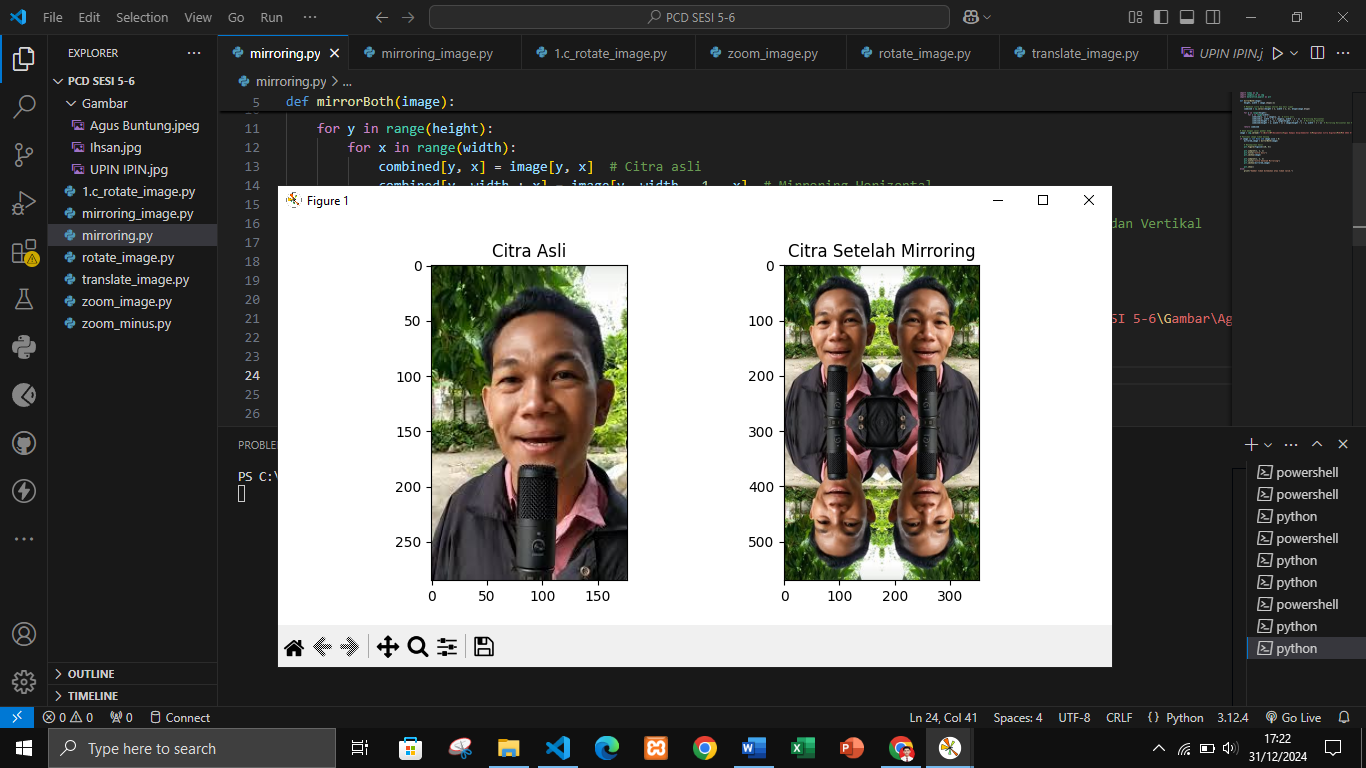 File Edit Selection View Go Run ··· PCD SESI 5-6
EXPLORER ···
mirroring.py mirroring_image.py 1.c_rotate_image.py zoom_image.py rotate_image.py translate_image.py UPIN IPIN.j
PCD SESI 5-6
Gambar
Agus Buntung.jpeg
Ihsan.jpg
UPIN IPIN.jpg
1.c_rotate_image.py
mirroring_image.py
mirroring.py
rotate_image.py
translate_image.py
zoom_image.py
zoom_minus.py
OUTLINE
TIMELINE
mirroring.py > ...
5 def mirrorBoth(image):
11 for y in range(height):
12 for x in range(width):
13 combined[y, x] = image[y, x] # Citra asli
14 combined[y, width + x] = image[y, width - 1 - x] # Mirroring Horizontal
15
16 dan Vertikal
17
18
19
20
21 SI 5-6\Gambar\Ag
22
23
24
25
26
Figure 1
Citra Asli
0
50
100
150
200
250
0 50 100 150
Citra Setelah Mirroring
0
100
200
300
400
500
0 100 200 300
PROBLE
PS C:\
powershell
powershell
python
powershell
python
python
powershell
python
python
0 0 0 Connect Ln 24, Col 41 Spaces: 4 UTF-8 CRLF { } Python 3.12.4 Go Live
Type here to search
17:22
31/12/2024